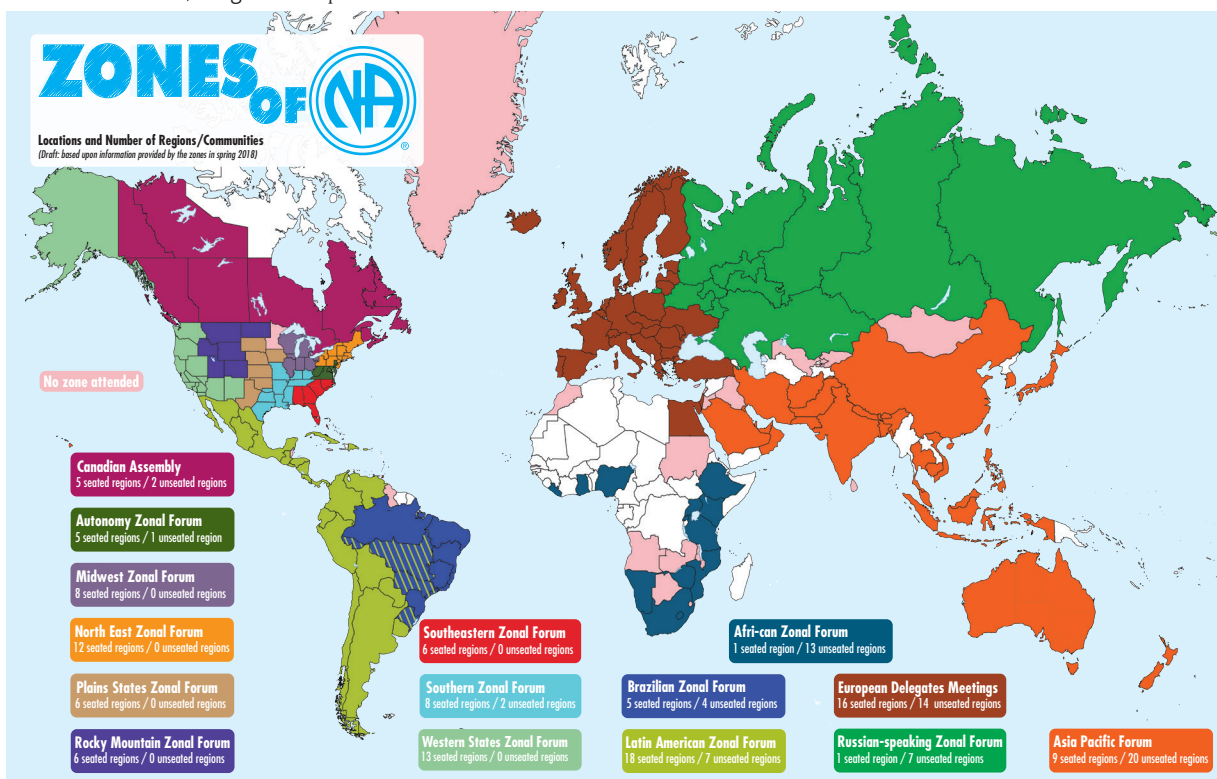 ZONES
OF
NA
®
Locations and Number of Regions/Communities
(Draft: based upon information provided by the zones in spring 2018)
No zone attended
Canadian Assembly
5 seated regions / 2 unseated regions
Autonomy Zonal Forum
5 seated regions / 1 unseated region
Midwest Zonal Forum
8 seated regions / 0 unseated regions
North East Zonal Forum
12 seated regions / 0 unseated regions
Southeastern Zonal Forum
6 seated regions / 0 unseated regions
Afri-can Zonal Forum
1 seated region / 13 unseated regions
Plains States Zonal Forum
6 seated regions / 0 unseated regions
Southern Zonal Forum
8 seated regions / 2 unseated regions
Brazilian Zonal Forum
5 seated regions / 4 unseated regions
European Delegates Meetings
16 seated regions / 14 unseated regions
Rocky Mountain Zonal Forum
6 seated regions / 0 unseated regions
Western States Zonal Forum
13 seated regions / 0 unseated regions
Latin American Zonal Forum
18 seated regions / 7 unseated regions
Russian-speaking Zonal Forum
1 seated region / 7 unseated regions
Asia Pacific Forum
9 seated regions / 20 unseated regions